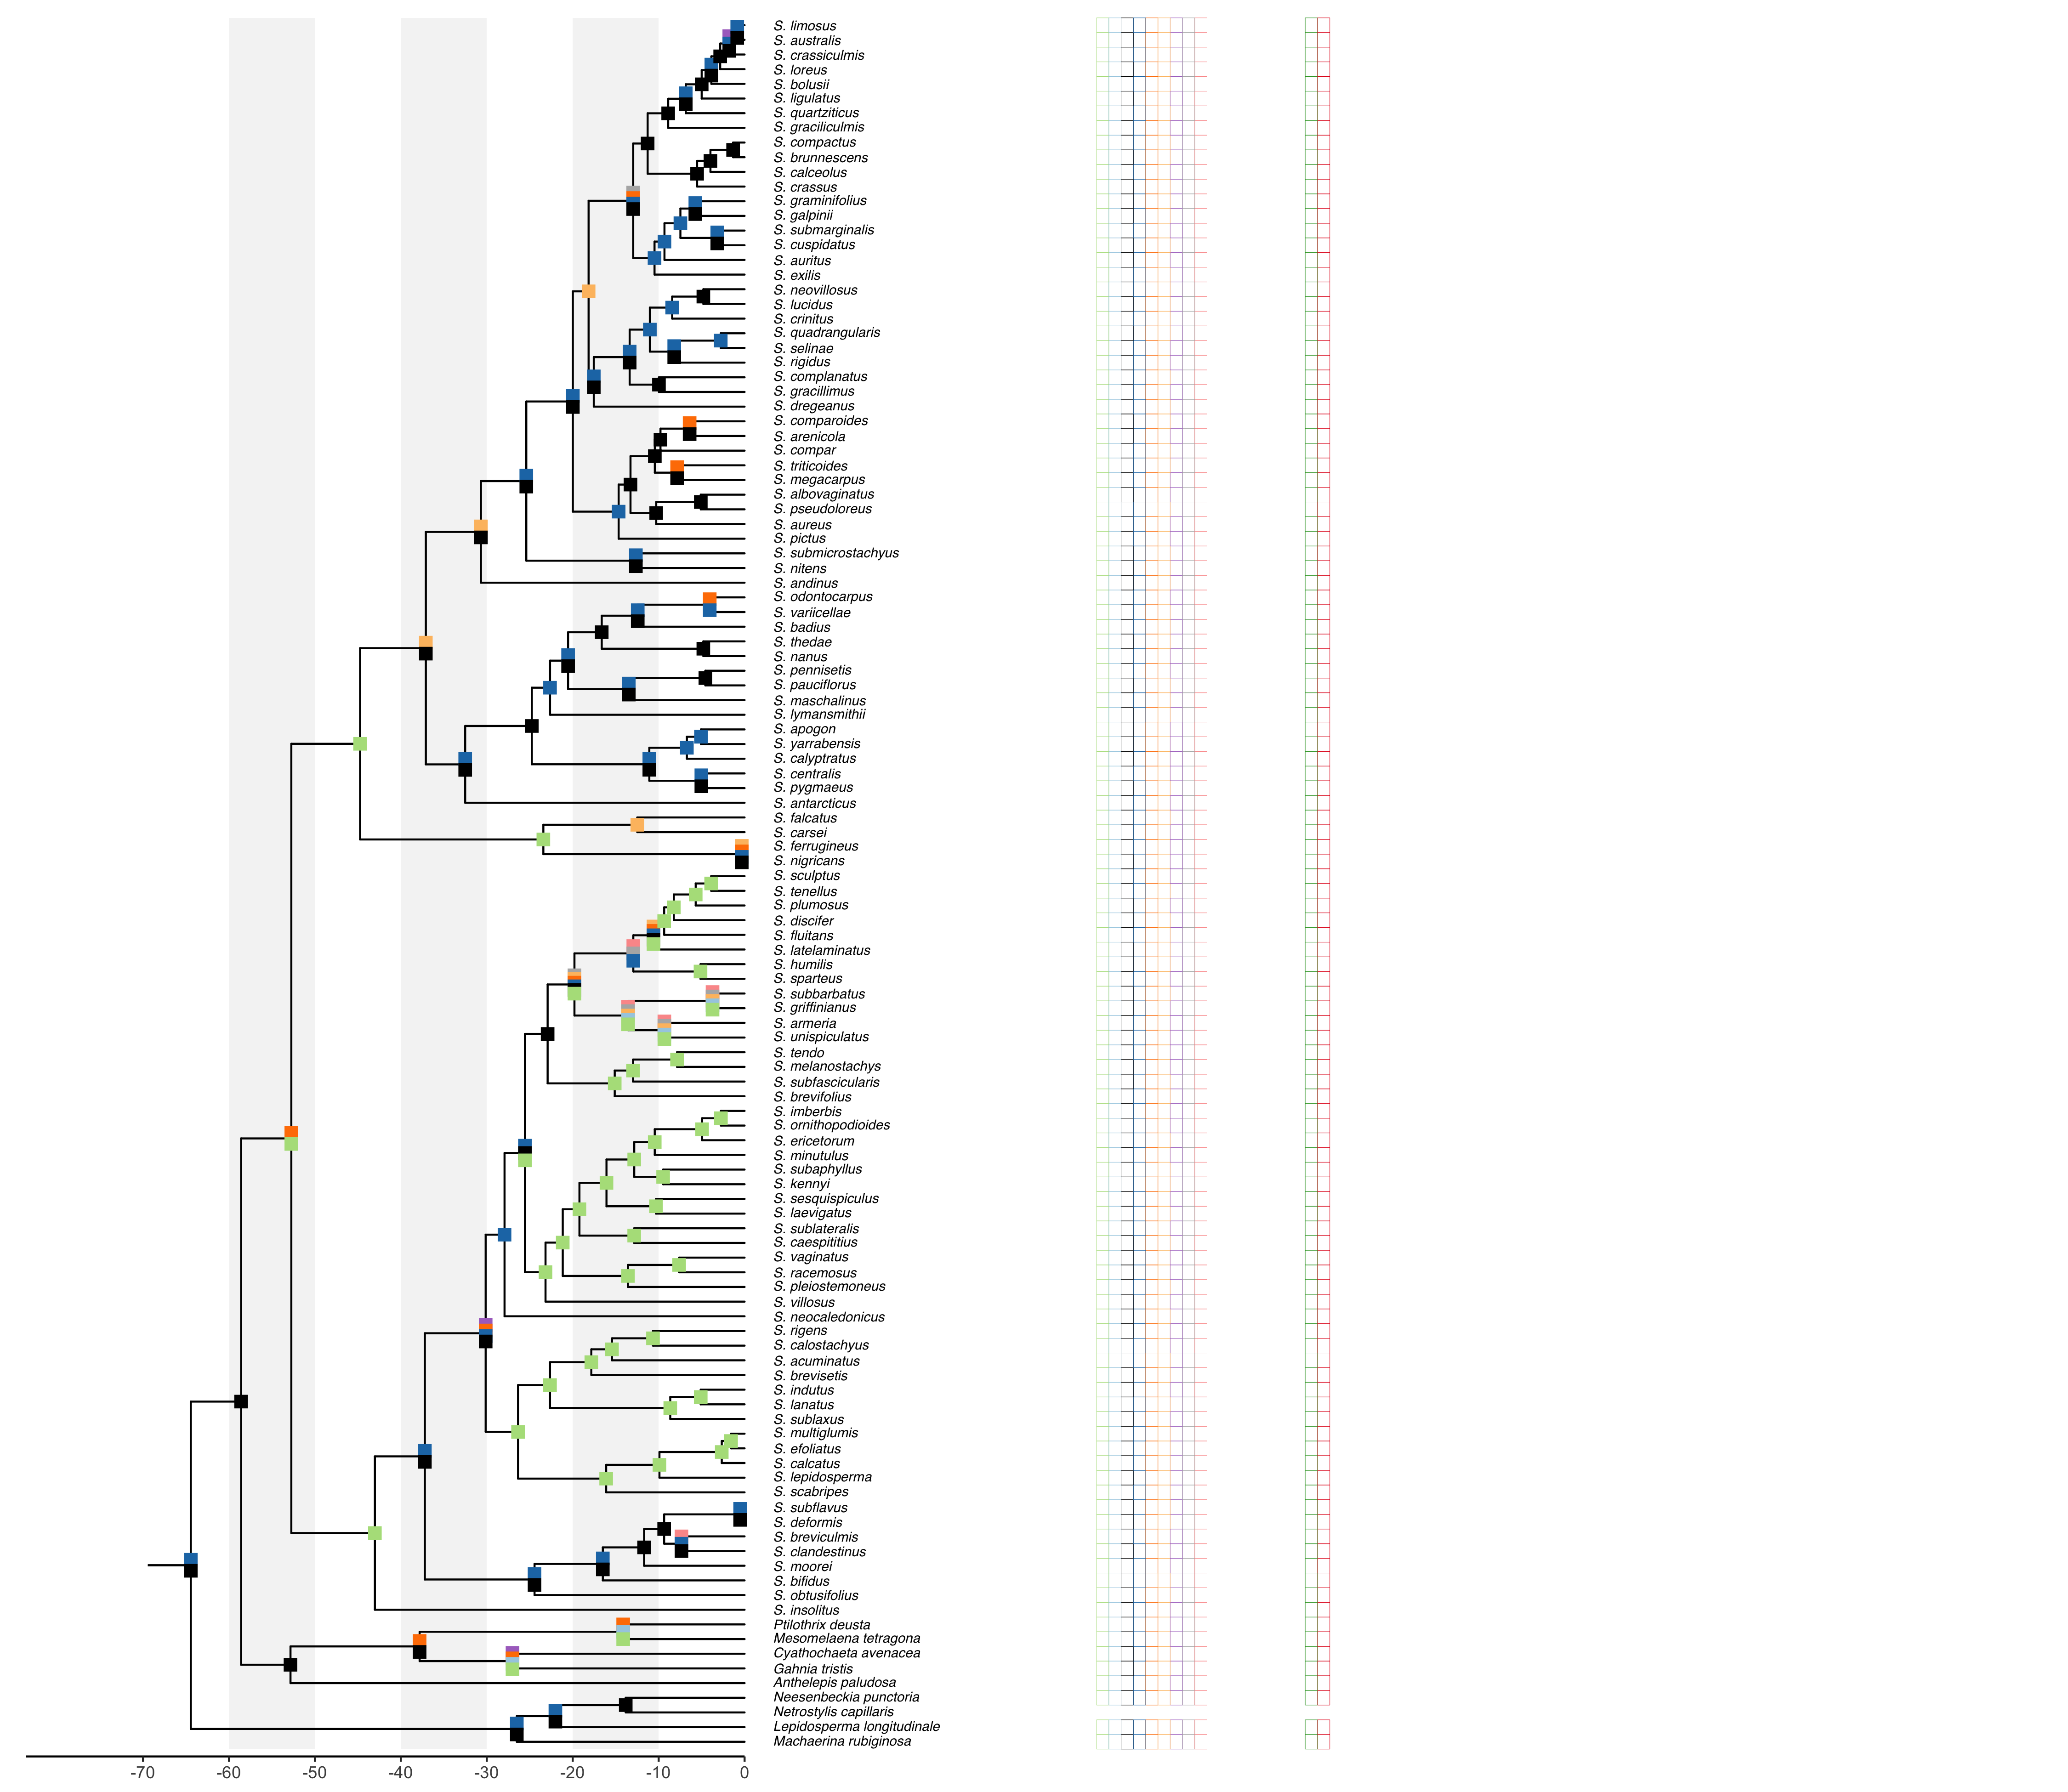 S. limosus
S. australis
S. crassiculmis
S. loreus
S. bolusii
S. ligulatus
S. quartziticus
S. graciliculmis
S. compactus
S. brunnescens
S. calceolus
S. crassus
S. graminifolius
S. galpinii
S. submarginalis
S. cuspidatus
S. auritus
S. exilis
S. neovillosus
S. lucidus
S. crinitus
S. quadrangularis
S. selinae
S. rigidus
S. complanatus
S. gracillimus
S. dregeanus
S. comparoides
S. arenicola
S. compar
S. triticoides
S. megacarpus
S. albovaginatus
S. pseudoloreus
S. aureus
S. pictus
S. submicrostachyus
S. nitens
S. andinus
S. odontocarpus
S. variicellae
S. badius
S. thedae
S. nanus
S. pennisetis
S. pauciflorus
S. maschalinus
S. lymansmithii
S. apogon
S. yarrabensis
S. calyptratus
S. centralis
S. pygmaeus
S. antarcticus
S. falcatus
S. carsei
S. ferrugineus
S. nigricans
S. sculptus
S. tenellus
S. plumosus
S. discifer
S. fluitans
S. latelaminatus
S. humilis
S. sparteus
S. subbarbatus
S. griffinianus
S. armeria
S. unispiculatus
S. tendo
S. melanostachys
S. subfascicularis
S. brevifolius
S. imberbis
S. ornithopodioides
S. ericetorum
S. minutulus
S. subaphyllus
S. kennyi
S. sesquispiculus
S. laevigatus
S. sublateralis
S. caespititius
S. vaginatus
S. racemosus
S. pleiostemoneus
S. villosus
S. neocaledonicus
S. rigens
S. calostachyus
S. acuminatus
S. brevisetis
S. indutus
S. lanatus
S. sublaxus
S. multiglumis
S. efoliatus
S. calcatus
S. lepidosperma
S. scabripes
S. subflavus
S. deformis
S. breviculmis
S. clandestinus
S. moorei
S. bifidus
S. obtusifolius
S. insolitus
Ptilothrix deusta
Mesomelaena tetragona
Cyathochaeta avenacea
Gahnia tristis
Anthelepis paludosa
Neesenbeckia punctoria
Netrostylis capillaris
Lepidosperma longitudinale
Machaerina rubiginosa
-70 -60 -50 -40 -30 -20 -10 0